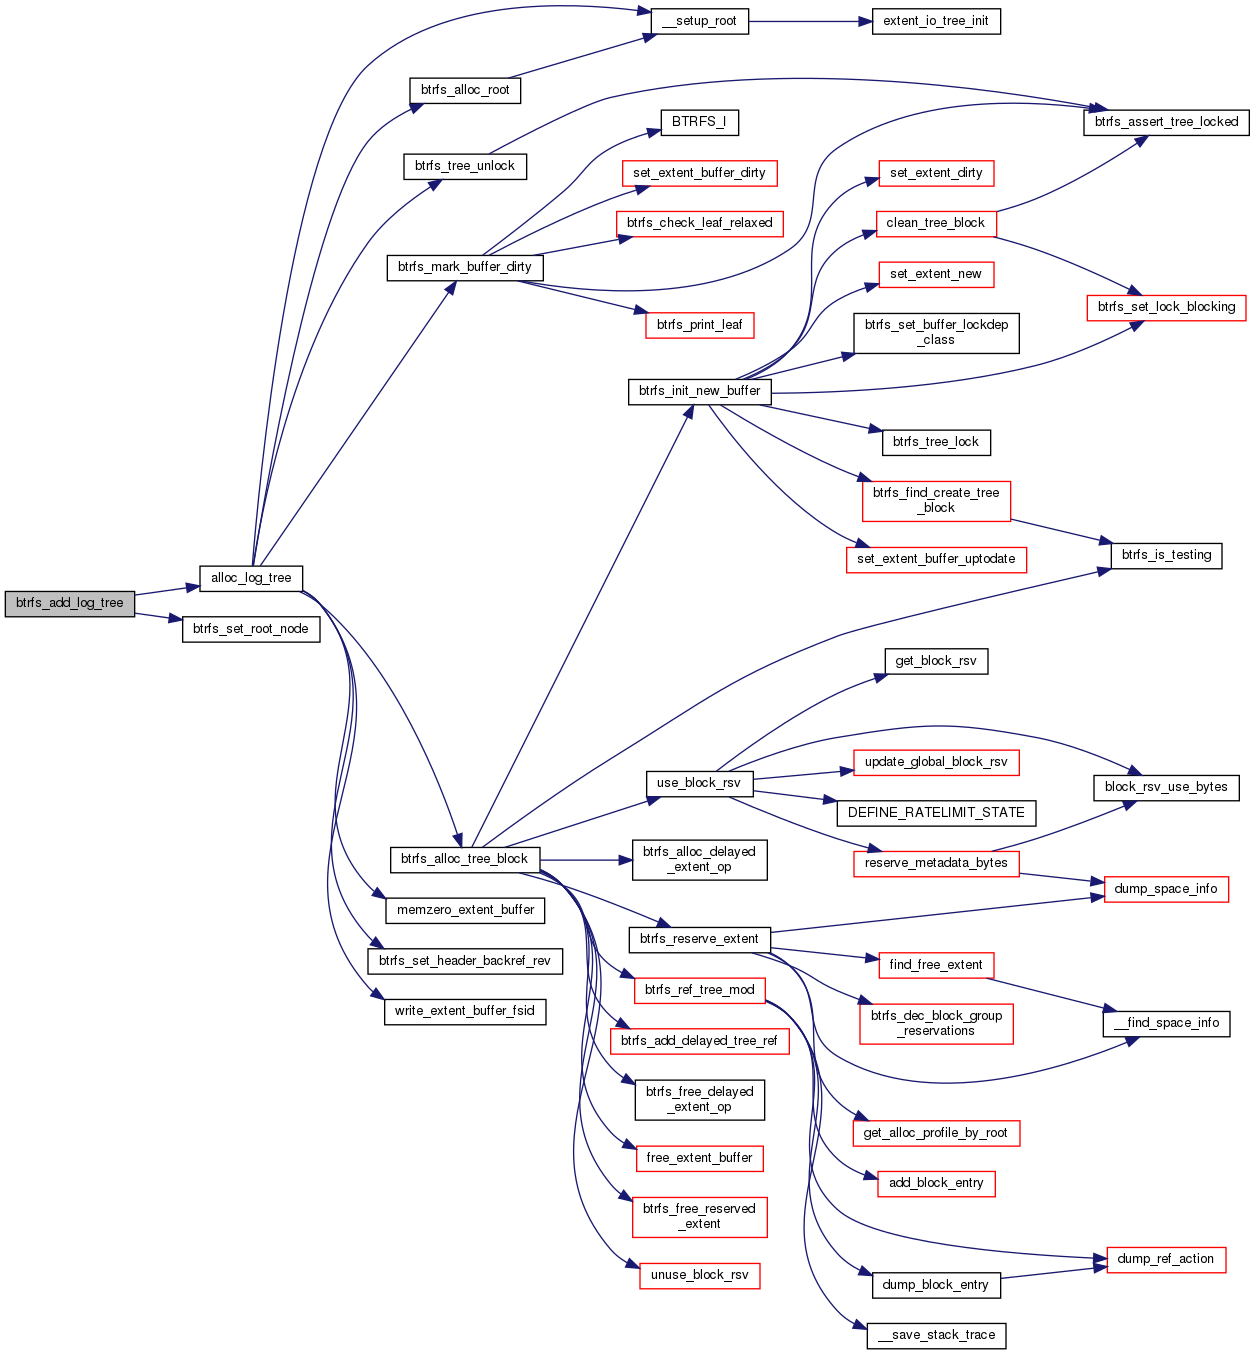 __setup_root
extent_io_tree_init
btrfs_alloc_root
BTRFS_I
btrfs_assert_tree_locked
btrfs_tree_unlock
set_extent_buffer_dirty
set_extent_dirty
btrfs_check_leaf_relaxed
clean_tree_block
btrfs_mark_buffer_dirty
set_extent_new
btrfs_set_lock_blocking
btrfs_print_leaf
btrfs_set_buffer_lockdep
_class
btrfs_init_new_buffer
btrfs_tree_lock
btrfs_find_create_tree
_block
set_extent_buffer_uptodate
btrfs_is_testing
alloc_log_tree
btrfs_add_log_tree
btrfs_set_root_node
get_block_rsv
update_global_block_rsv
use_block_rsv
block_rsv_use_bytes
DEFINE_RATELIMIT_STATE
btrfs_alloc_tree_block
btrfs_alloc_delayed
_extent_op
reserve_metadata_bytes
dump_space_info
memzero_extent_buffer
btrfs_reserve_extent
btrfs_set_header_backref_rev
find_free_extent
btrfs_ref_tree_mod
write_extent_buffer_fsid
btrfs_dec_block_group
_reservations
__find_space_info
btrfs_add_delayed_tree_ref
btrfs_free_delayed
_extent_op
get_alloc_profile_by_root
free_extent_buffer
add_block_entry
btrfs_free_reserved
_extent
dump_ref_action
unuse_block_rsv
dump_block_entry
__save_stack_trace